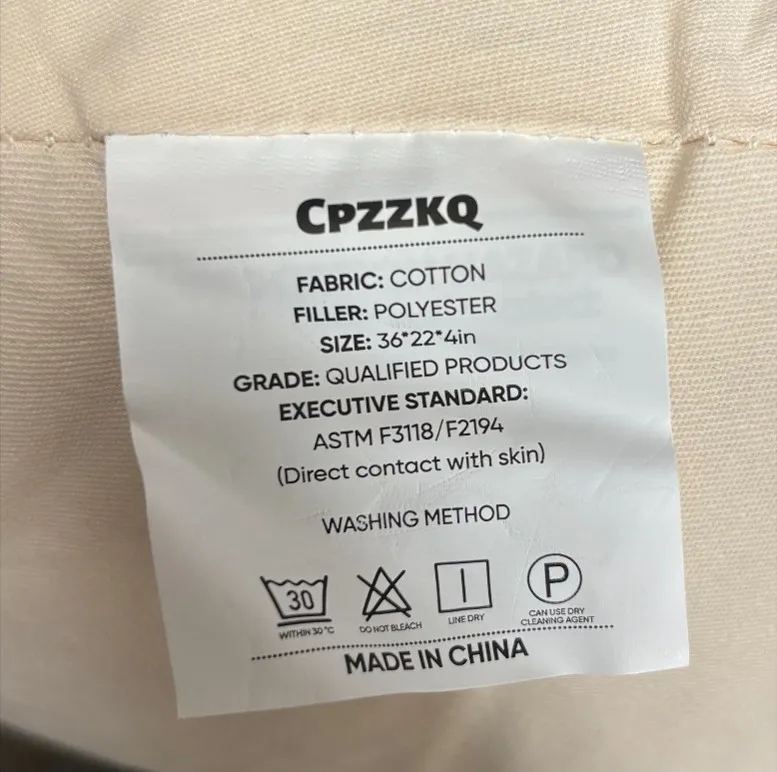 CPZZKQ
FABRIC: COTTON
FILLER: POLYESTER
SIZE: 36*22*4in
GRADE: QUALIFIED PRODUCTS
EXECUTIVE STANDARD:
ASTM F3118/F2194
(Direct contact with skin)
WASHING METHOD
30 P
WITHIN 30 °C DO NOT BLEACH LINE DRY CAN USE DRY
CLEANING AGENT
MADE IN CHINA